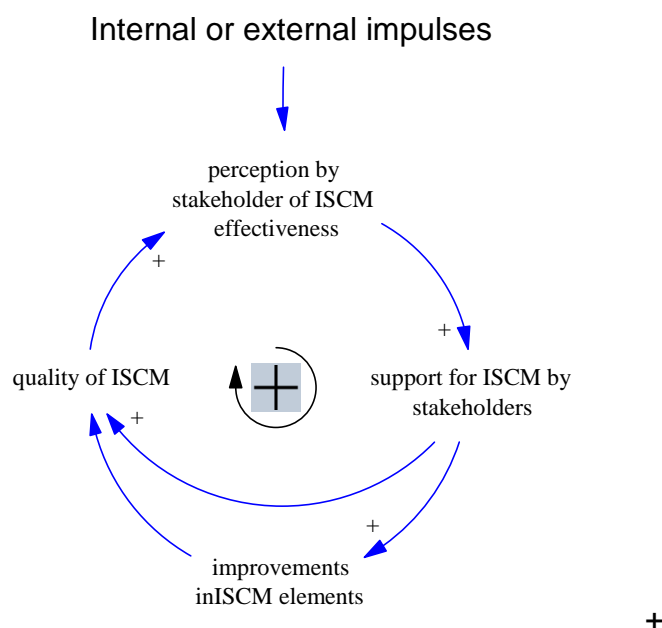 Internal or external impulses
perception by
stakeholder of ISCM
effectiveness
+
+
quality of ISCM
+
support for ISCM by
stakeholders
+
+
improvements
inISCM elements
+